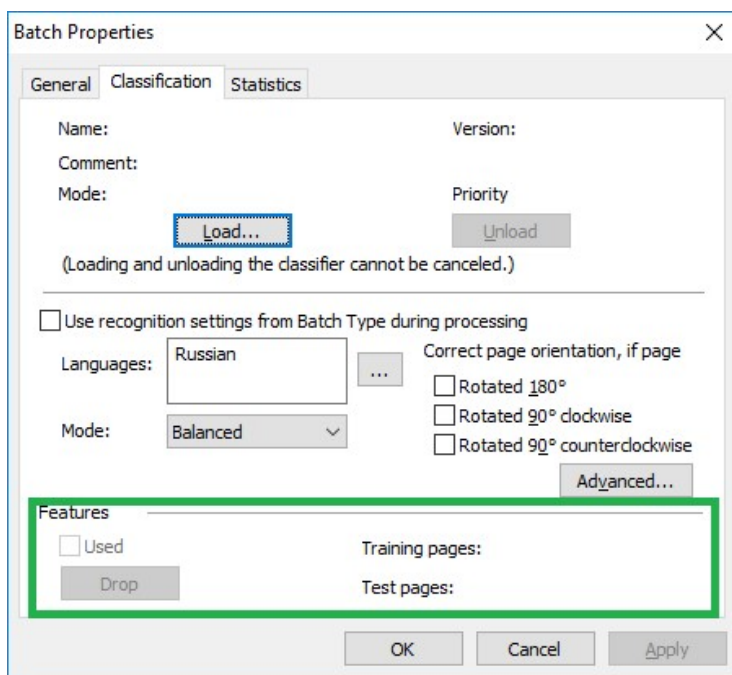 Batch Properties
General Classification Statistics
Name: Version:
Comment:
Mode: Priority
Load... Unload
(Loading and unloading the classifier cannot be canceled.)
Use recognition settings from Batch Type during processing
Languages: Russian ... Correct page orientation, if page
Rotated 180°
Rotated 90° clockwise
Mode: Balanced
Rotated 90° counterclockwise
Advanced...
Features
Used Training pages:
Drop Test pages:
OK Cancel Apply